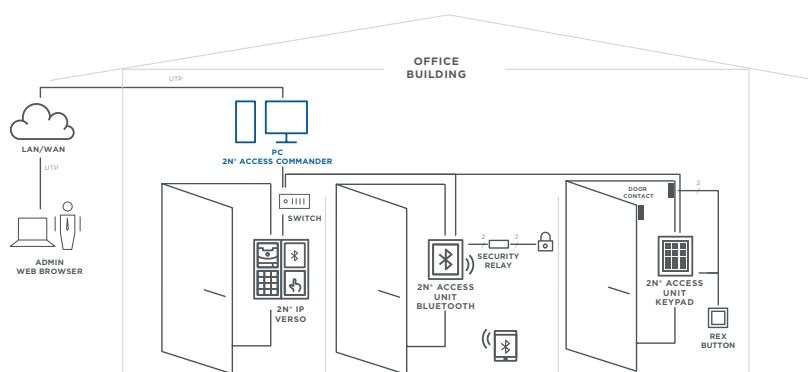 OFFICE
BUILDING
UTP
LAN/WAN
UTP
PC
2N® ACCESS COMMANDER
ADMIN
WEB BROWSER
SWITCH
2N® IP
VERSO
2
2
SECURITY
RELAY
2N® ACCESS
UNIT
BLUETOOTH
DOOR
CONTACT
2
2N® ACCESS
UNIT
KEYPAD
REX
BUTTON